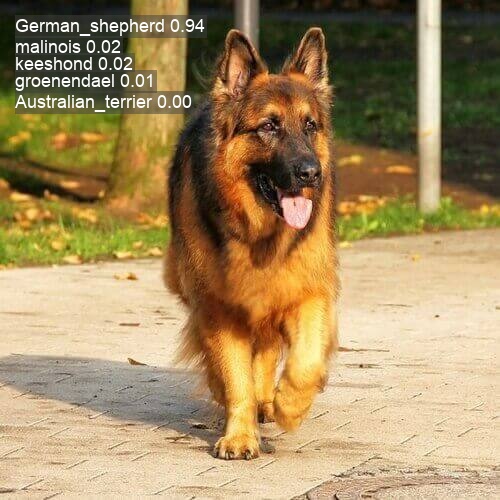 German_shepherd 0.94
malinois 0.02
keeshond 0.02
groenendael 0.01
Australian_terrier 0.00